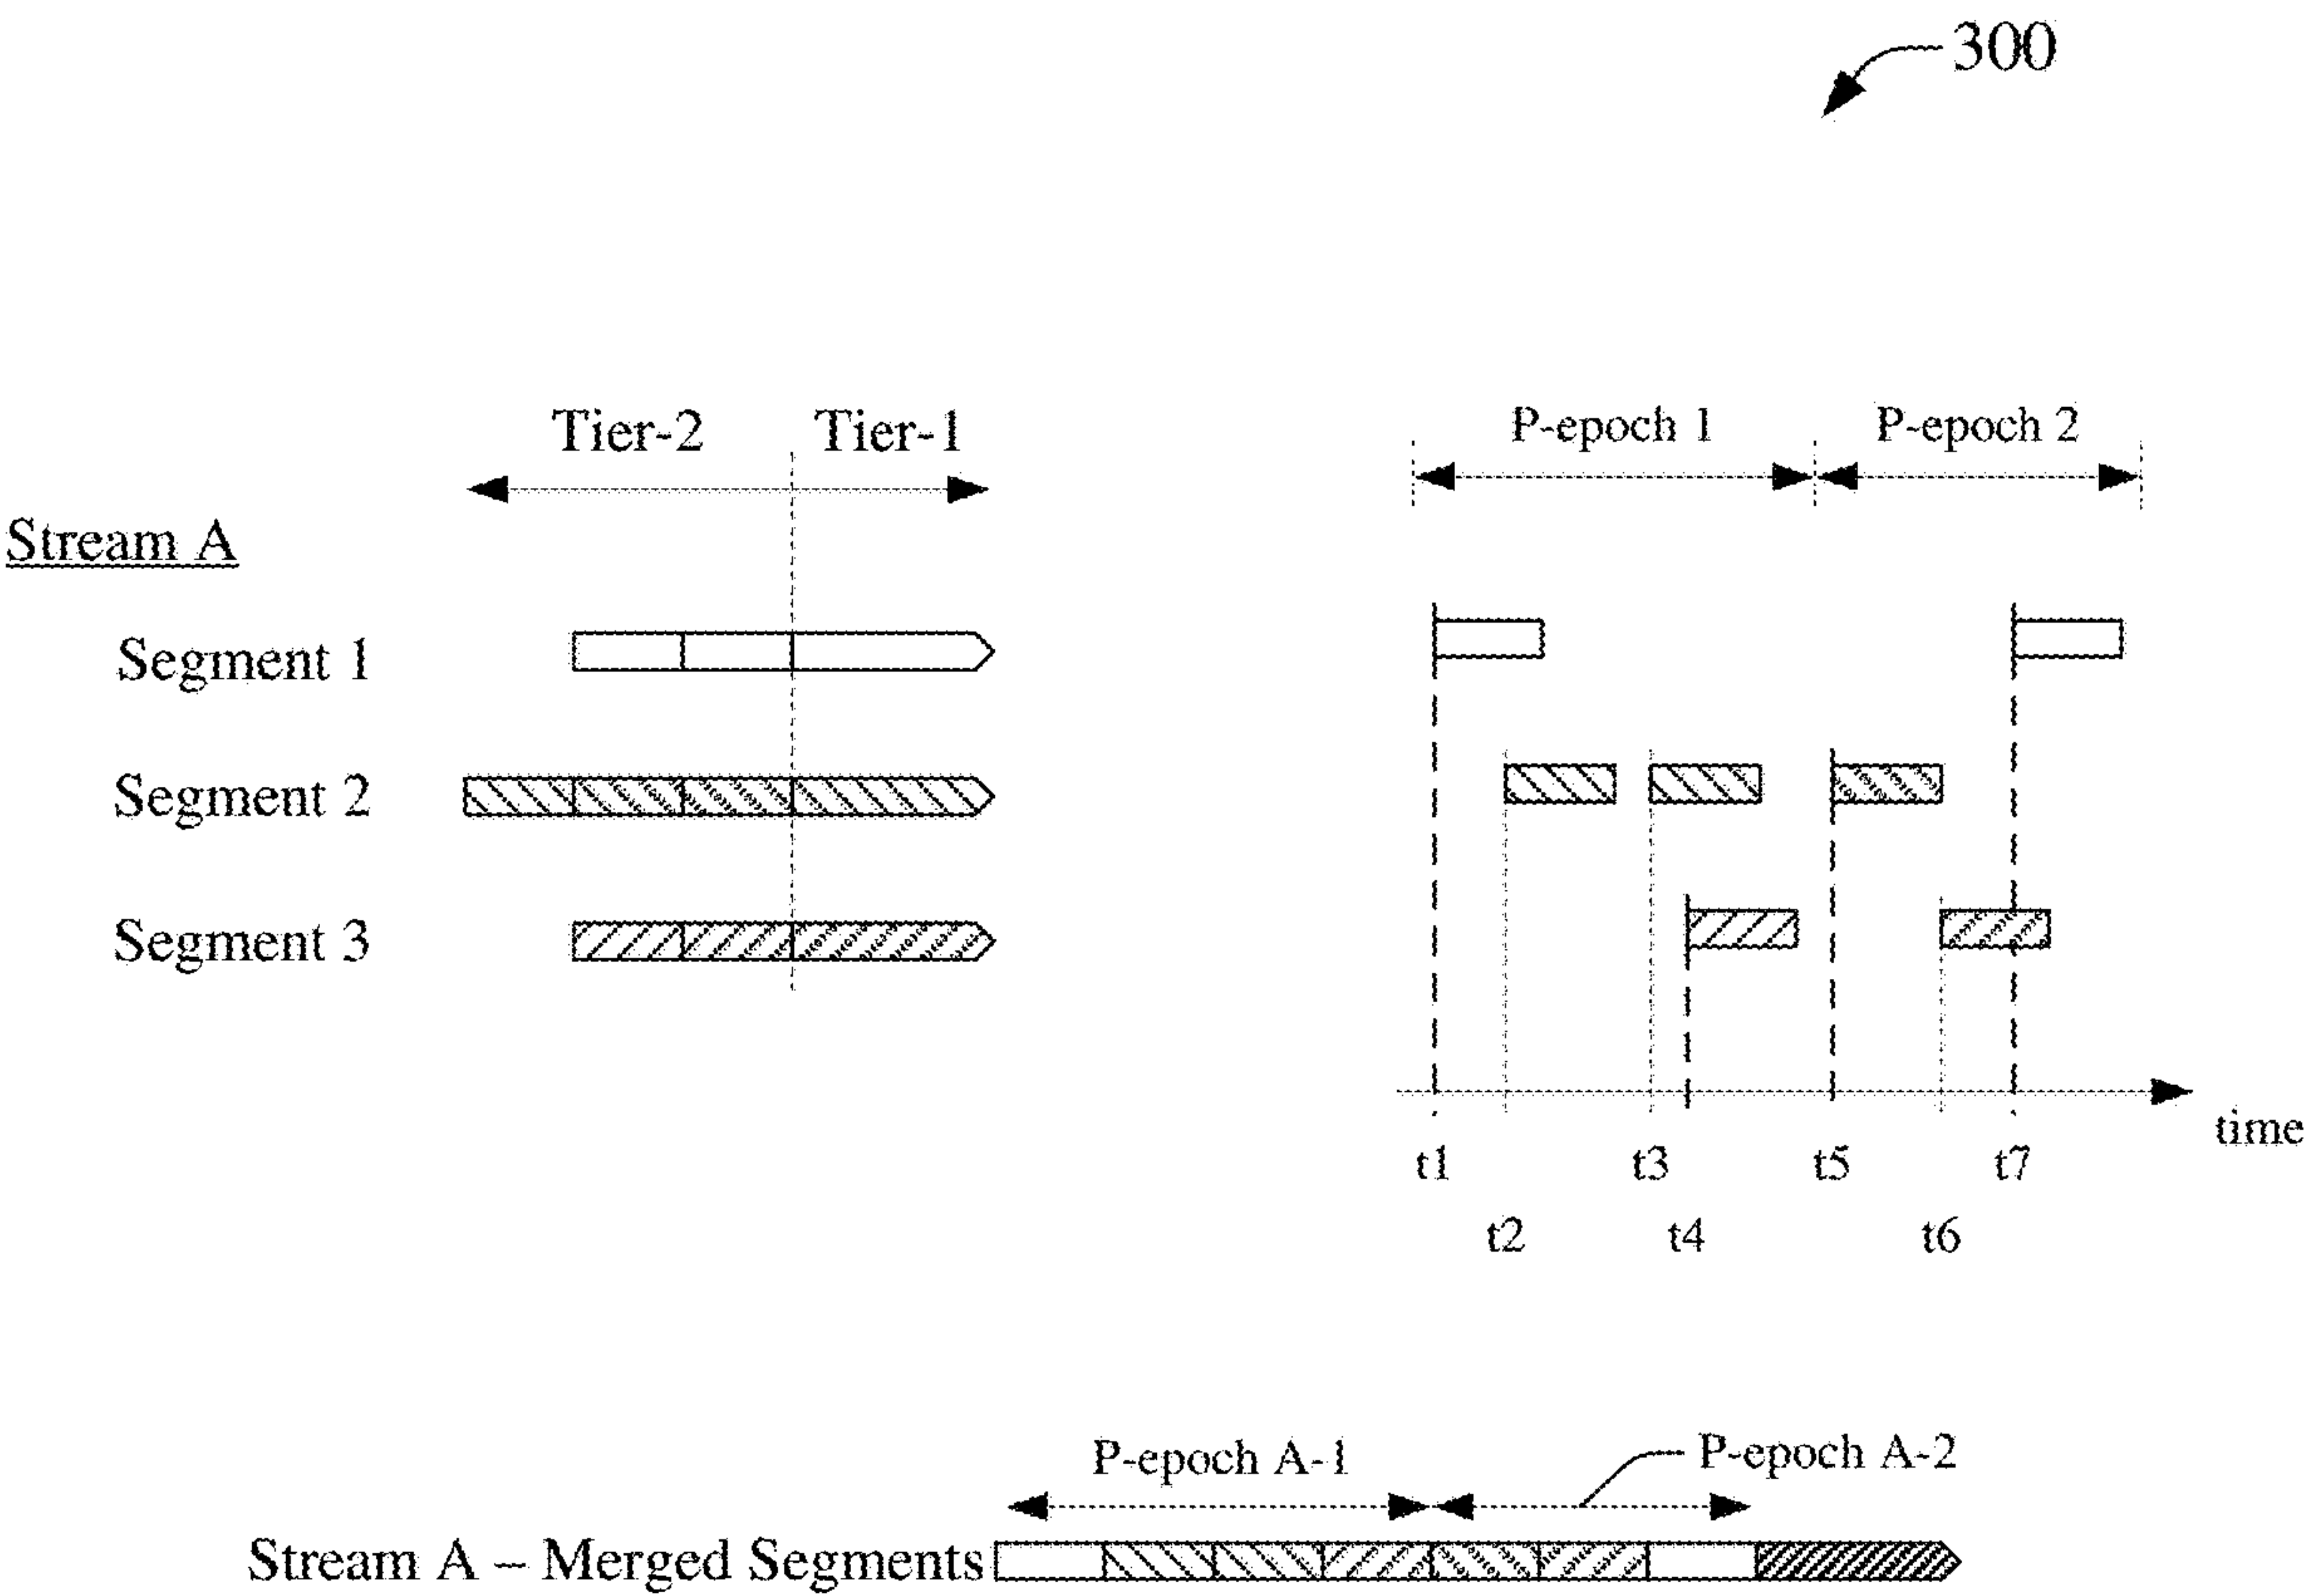 300
Tier-2 Tier-1
P-epoch 1 P-epoch 2
Stream A
Segment 1
Segment 2
Segment 3
time
t1 t3 t5 t7
t2 t4 t6
P-epoch A-1 P-epoch A-2
Stream A – Merged Segments